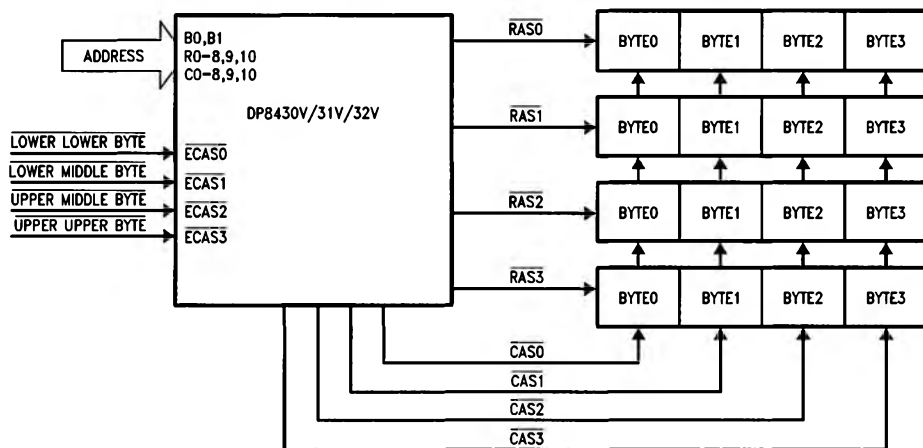 ADDRESS
B0,B1
R0-8,9,10
C0-8,9,10
DP8430V/31V/32V
LOWER LOWER BYTE
LOWER MIDDLE BYTE
UPPER MIDDLE BYTE
UPPER UPPER BYTE
ECAS0
ECAS1
ECAS2
ECAS3
RAS0
BYTE0 BYTE1 BYTE2 BYTE3
RAS1
BYTE0 BYTE1 BYTE2 BYTE3
RAS2
BYTE0 BYTE1 BYTE2 BYTE3
RAS3
BYTE0 BYTE1 BYTE2 BYTE3
CAS0
CAS1
CAS2
CAS3